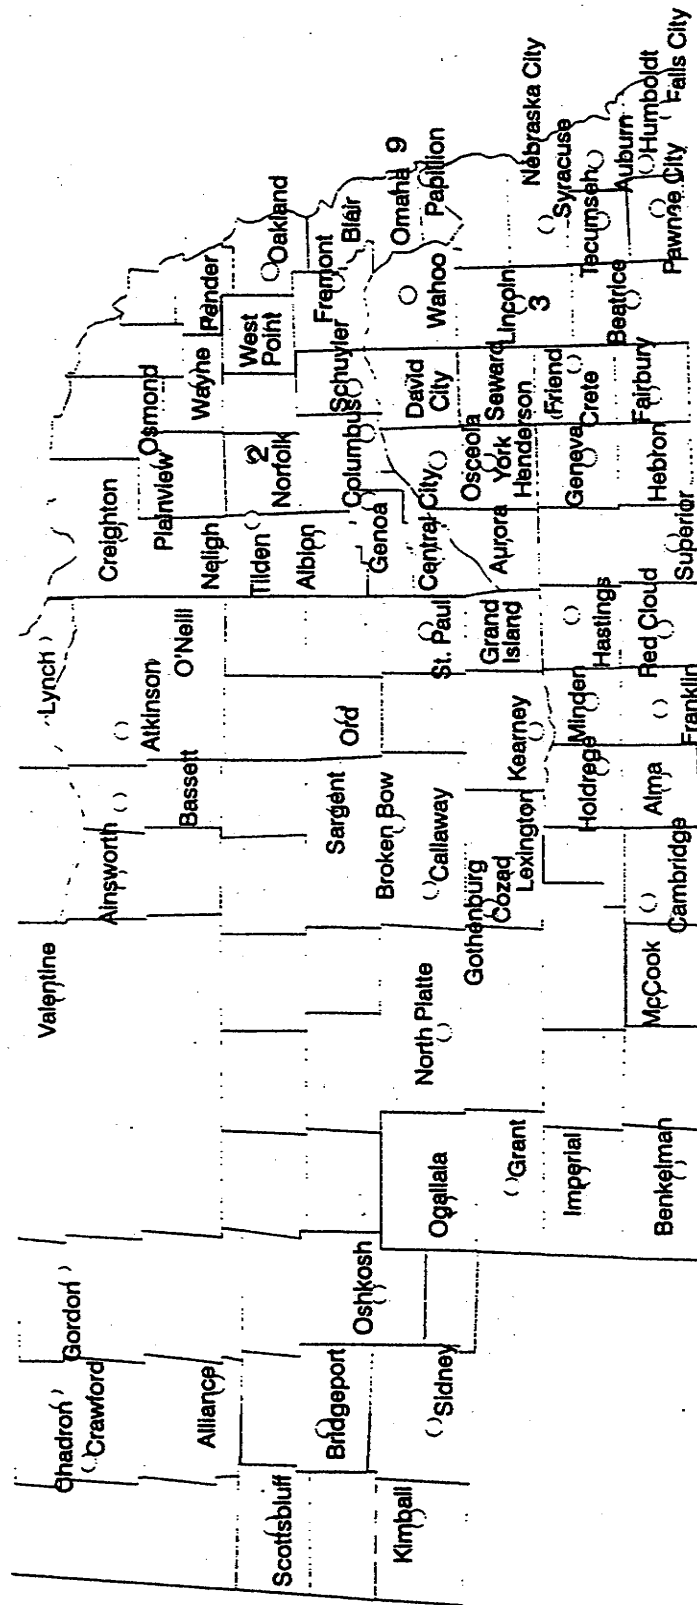 Chadron
Crawford
Gordon
Valentine
Ainsworth
Lynch
Creighton
Bassett
Atkinson
O'Neill
Plainview
Osmond
Alliance
Neligh
Wayne
Pender
Scottsbluff
Tilden
2
Norfolk
West
Point
Oakland
Bridgeport
Oshkosh
Sargent
Ord
Albion
Genoa
Columbus
Schuyler
Fremont
Blair
Kimball
Sidney
Ogallala
North Platte
Broken Bow
Callaway
St. Paul
Central City
David
City
Wahoo
Omaha 9
Papillion
Grant
Gothenburg
Cozad
Lexington
Kearney
Grand
Island
Aurora
Osceola
York
Henderson
Seward
Lincoln
3
Nebraska City
Syracuse
Imperial
Holdrege
Minden
Hastings
Geneva
Friend
Crete
Tecumseh
Auburn
Benkelman
McCook
Cambridge
Alma
Franklin
Red Cloud
Superior
Hebron
Fairbury
Beatrice
Pawnee City
Humboldt
Falls City